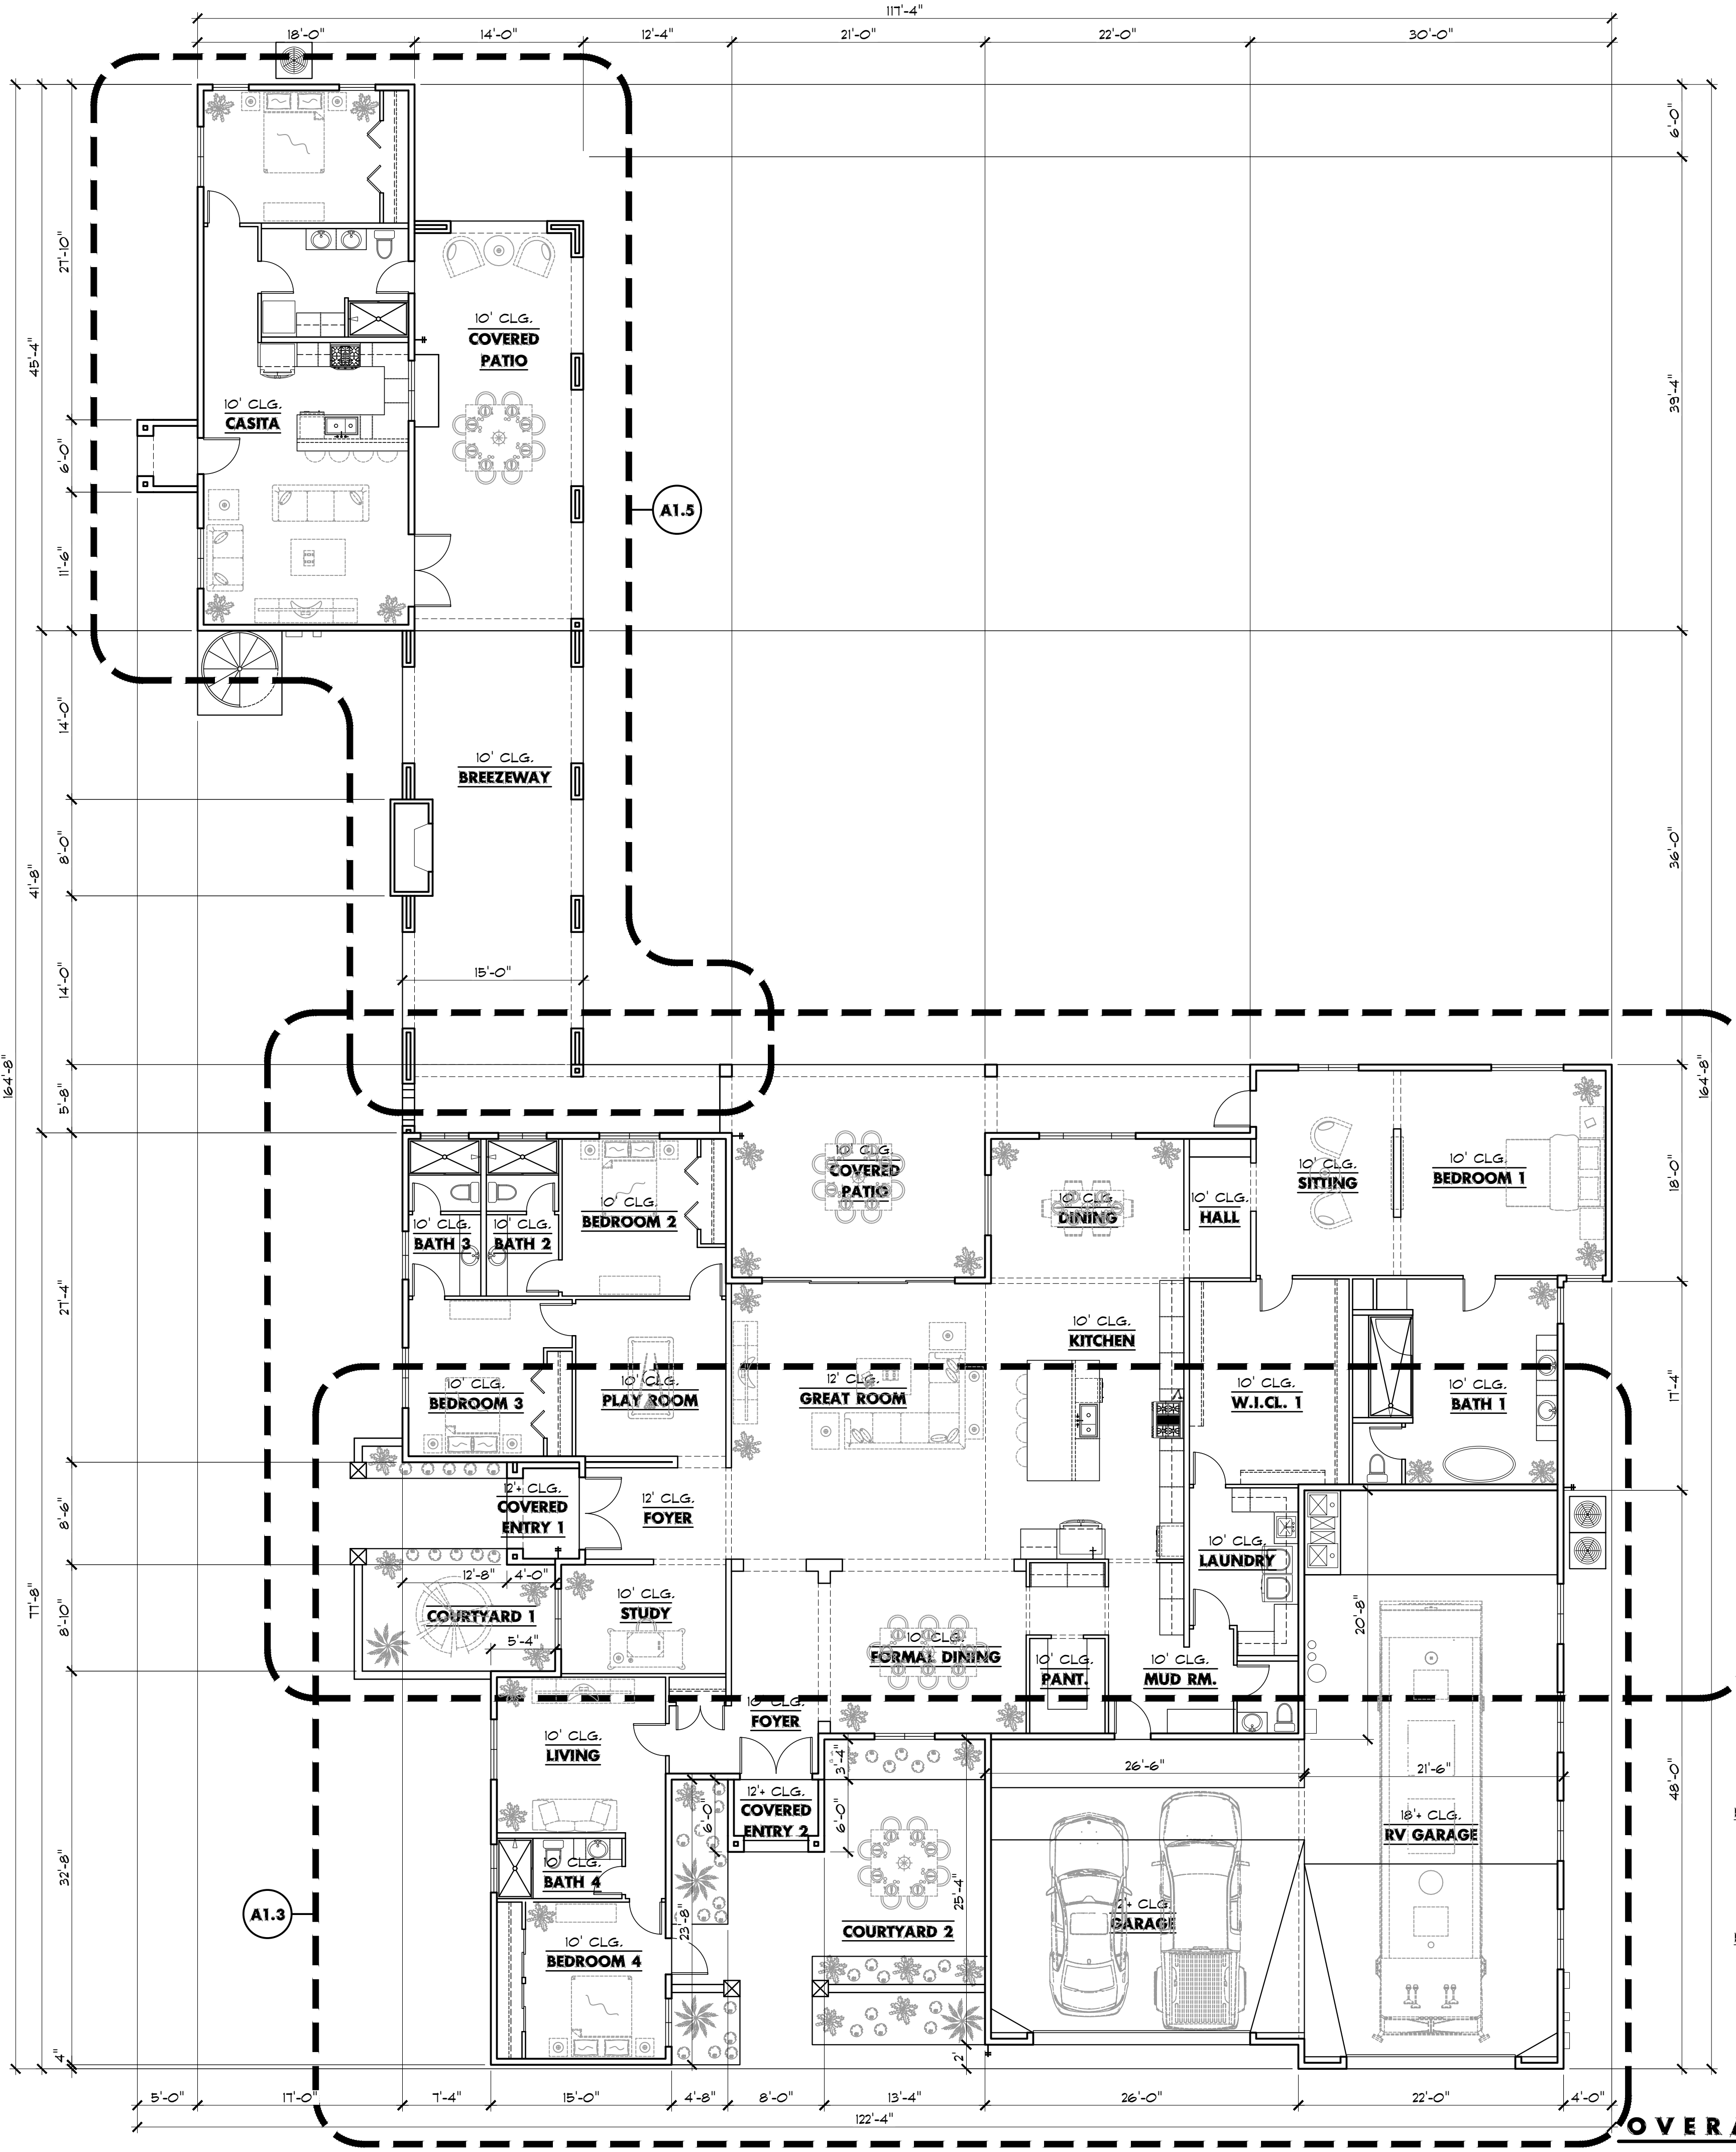 117'-4"
18'-0"
14'-0"
12'-4"
21'-0"
22'-0"
30'-0"
6'-0"
27'-10"
10' CLG.
COVERED
PATIO
45'-4"
39'-4"
10' CLG.
CASITA
6'-0"
A1.5
11'-6"
14'-0"
10' CLG.
BREEZEWAY
8'-0"
36'-0"
41'-8"
14'-0"
15'-0"
164'-8"
164'-8"
5'-8"
10' CLG.
COVERED
PATIO
10' CLG.
SITTING
10' CLG.
BEDROOM 1
18'-0"
10' CLG.
BEDROOM 2
10' CLG.
DINING
10' CLG.
HALL
10' CLG.
BATH 3
10' CLG.
BATH 2
27'-4"
10' CLG.
KITCHEN
10' CLG.
BEDROOM 3
10' CLG.
PLAY ROOM
12' CLG.
GREAT ROOM
10' CLG.
W.I.CL. 1
10' CLG.
BATH 1
17'-4"
12'+ CLG.
COVERED
ENTRY 1
12' CLG.
FOYER
8'-6"
10' CLG.
LAUNDRY
12'-8"
4'-0"
77'-8"
8'-10"
COURTYARD 1
10' CLG.
STUDY
20'-8"
5'-4"
10' CLG.
FORMAL DINING
10' CLG.
PANT.
10' CLG.
MUD RM.
10' CLG.
FOYER
10' CLG.
LIVING
3'-4"
26'-6"
21'-6"
48'-0"
12'+ CLG.
COVERED
ENTRY 2
6'-0"
6'-0"
18'+ CLG.
RV GARAGE
32'-8"
10' CLG.
BATH 4
25'-4"
A1.3
23'-8"
COURTYARD 2
12'+ CLG.
GARAGE
10' CLG.
BEDROOM 4
4"
2'
5'-0"
17'-0"
7'-4"
15'-0"
4'-8"
8'-0"
13'-4"
26'-0"
22'-0"
4'-0"
122'-4"
OVERA